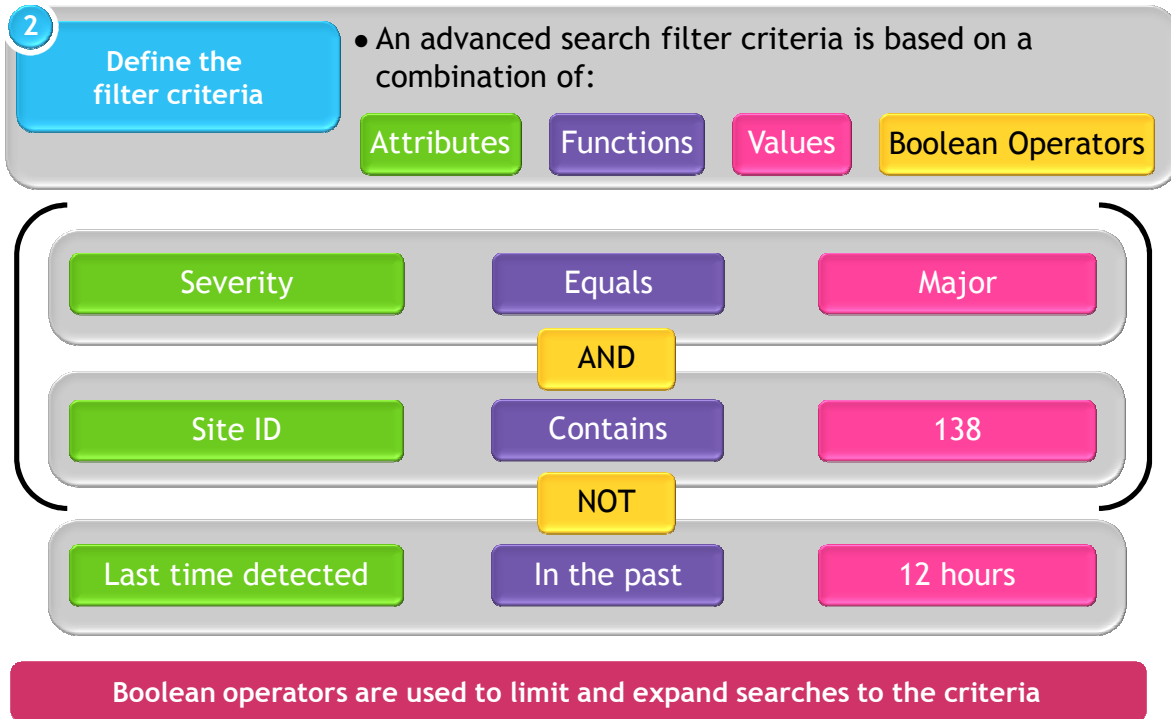 2
Define the
filter criteria
• An advanced search filter criteria is based on a
combination of:
Attributes Functions Values Boolean Operators
Severity Equals Major
AND
Site ID Contains 138
NOT
Last time detected In the past 12 hours
Boolean operators are used to limit and expand searches to the criteria